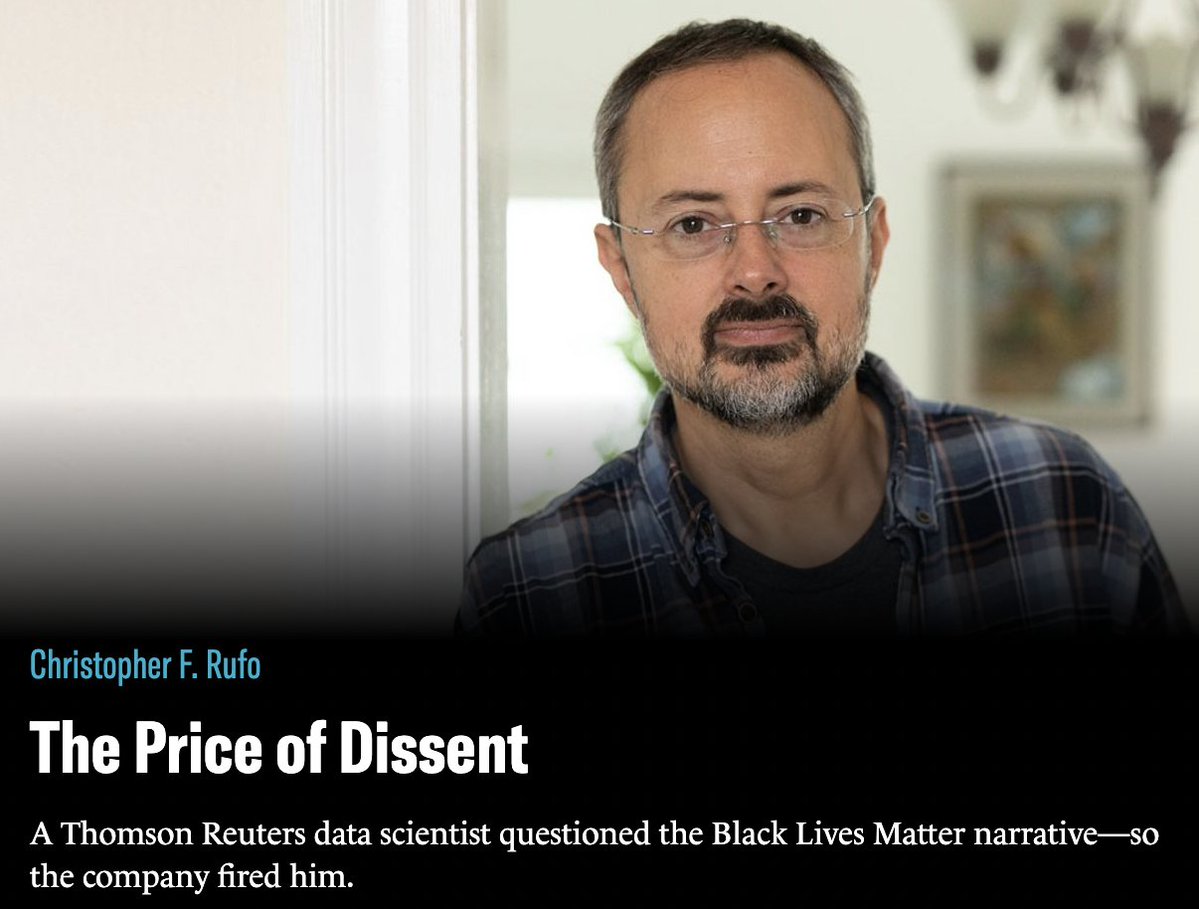 Christopher F. Rufo
The Price of Dissent
A Thomson Reuters data scientist questioned the Black Lives Matter narrative—so
the company fired him.